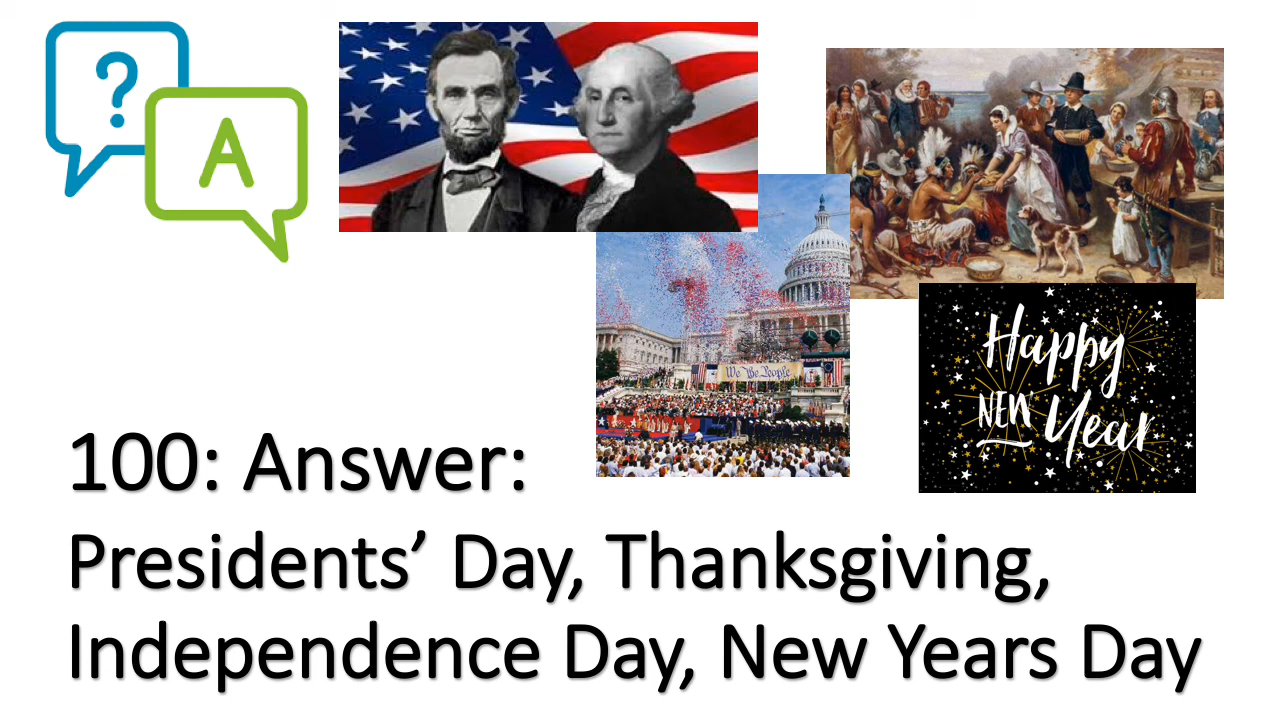 ?
A
We the People
Happy
NEW Year
100: Answer:
Presidents’ Day, Thanksgiving,
Independence Day, New Years Day